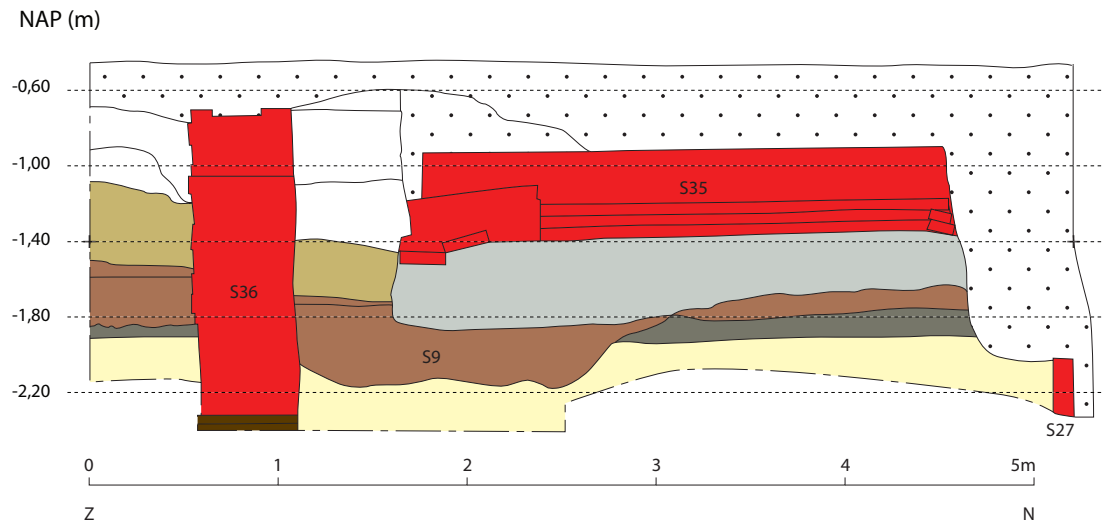 NAP (m)
-0,60
-1,00
S35
-1,40
S36
-1,80
S9
-2,20
S27
0 1 2 3 4 5m
Z N